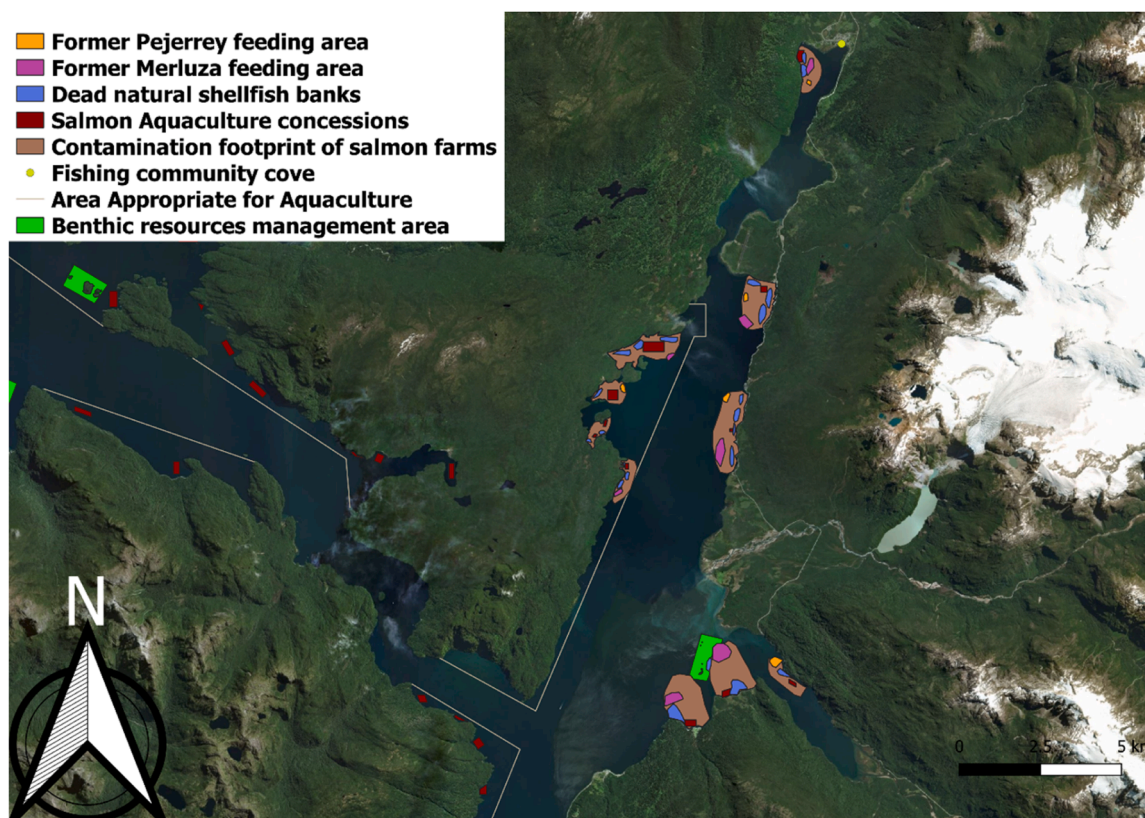 Former Pejerrey feeding area
Former Merluza feeding area
Dead natural shellfish banks
Salmon Aquaculture concessions
Contamination footprint of salmon farms
Fishing community cove
Area Appropriate for Aquaculture
Benthic resources management area
N
0 2.5 5 km